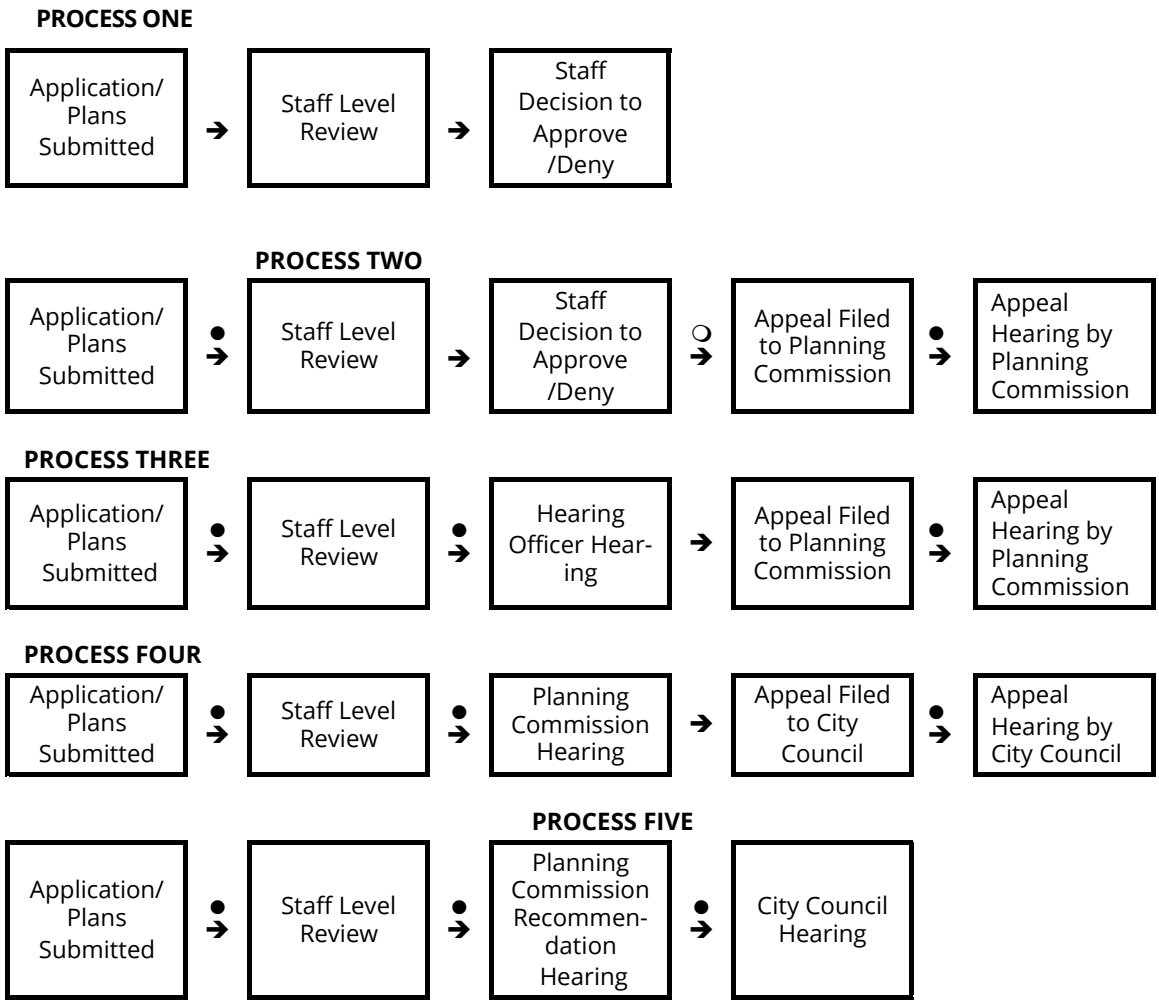 PROCESS ONE
Application/
Plans
Submitted
➔
Staff Level
Review
➔
Staff
Decision to
Approve
/Deny
PROCESS TWO
Application/
Plans
Submitted
●
➔
Staff Level
Review
➔
Staff
Decision to
Approve
/Deny
❍
➔
Appeal Filed
to Planning
Commission
●
➔
Appeal
Hearing by
Planning
Commission
PROCESS THREE
Application/
Plans
Submitted
●
➔
Staff Level
Review
●
➔
Hearing
Officer Hear-
ing
➔
Appeal Filed
to Planning
Commission
●
➔
Appeal
Hearing by
Planning
Commission
PROCESS FOUR
Application/
Plans
Submitted
●
➔
Staff Level
Review
●
➔
Planning
Commission
Hearing
➔
Appeal Filed
to City
Council
●
➔
Appeal
Hearing by
City Council
PROCESS FIVE
Application/
Plans
Submitted
●
➔
Staff Level
Review
●
➔
Planning
Commission
Recommen-
dation
Hearing
●
➔
City Council
Hearing